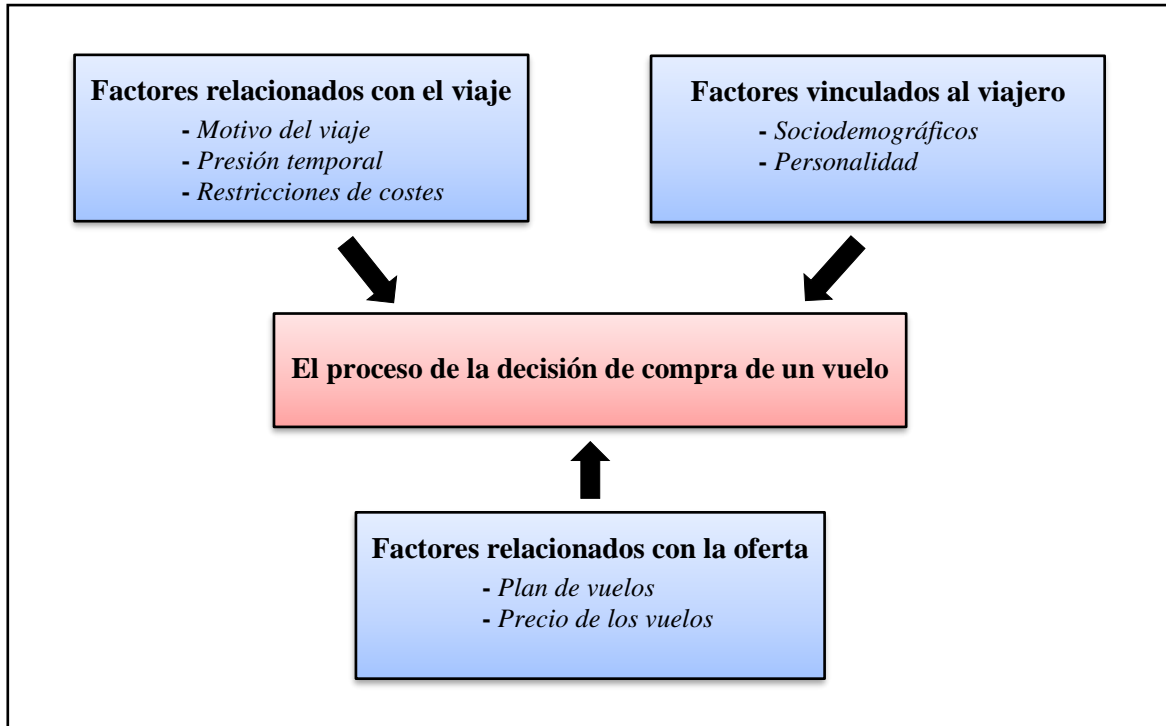 Factores relacionados con el viaje
- Motivo del viaje
- Presión temporal
- Restricciones de costes
Factores vinculados al viajero
- Sociodemográficos
- Personalidad
El proceso de la decisión de compra de un vuelo
Factores relacionados con la oferta
- Plan de vuelos
- Precio de los vuelos